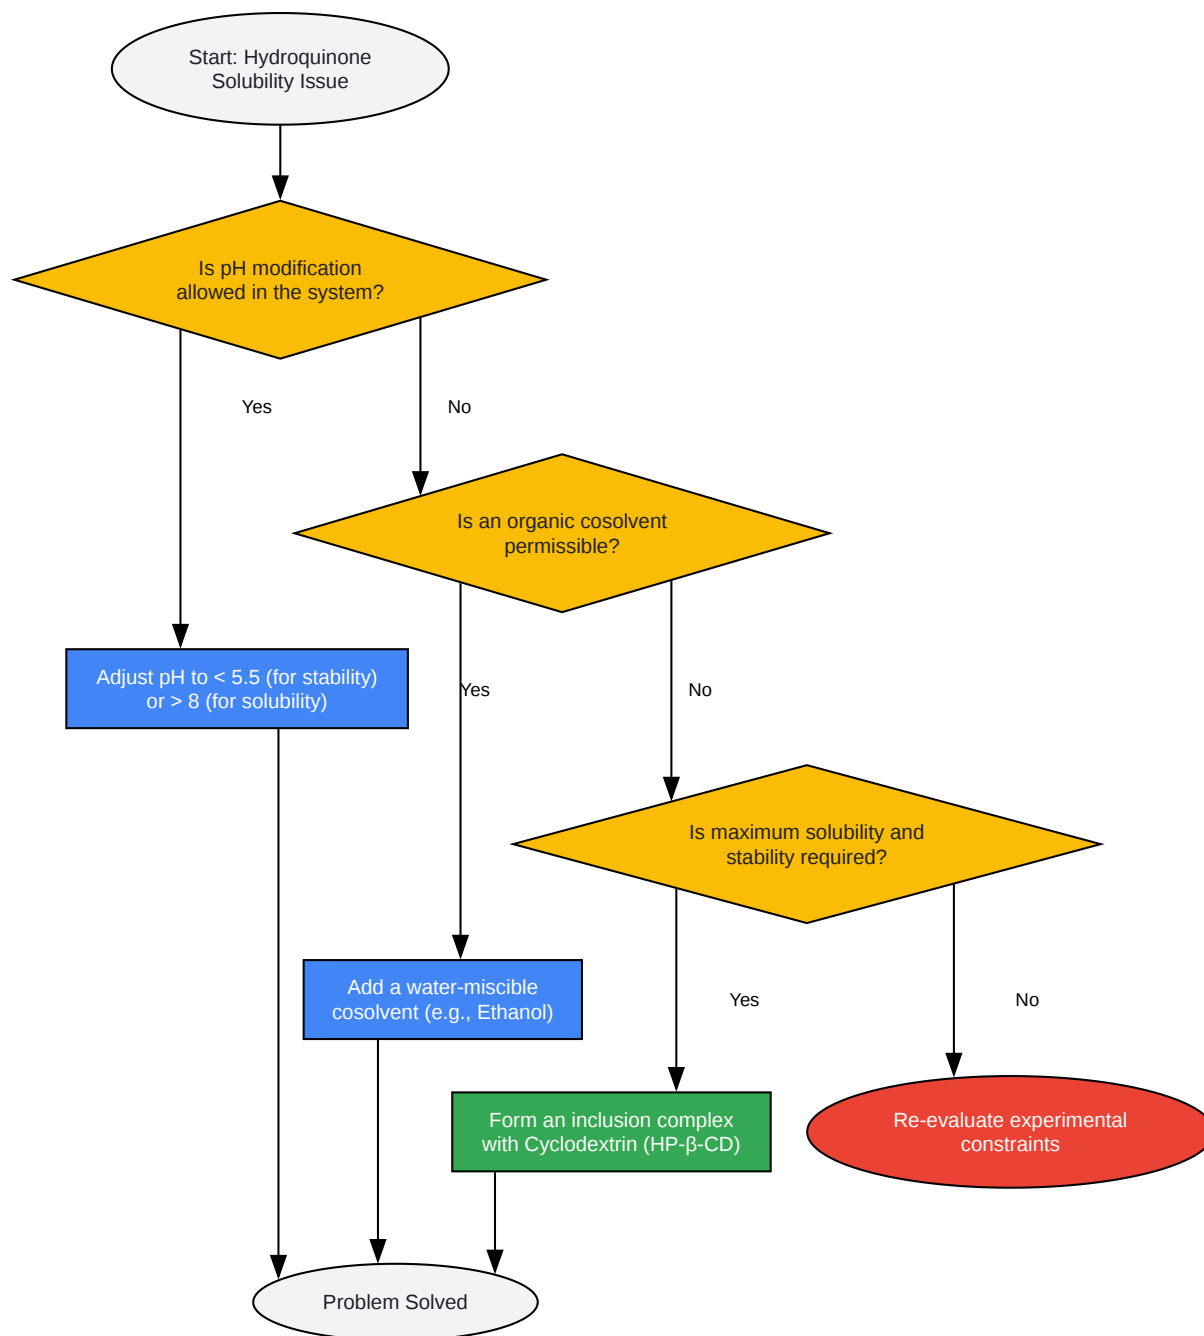 Start: Hydroquinone
Solubility Issue
Is pH modification
allowed in the system?
Yes
No
Is an organic cosolvent
permissible?
Adjust pH to < 5.5 (for stability)
or > 8 (for solubility)
Yes
No
Is maximum solubility and
stability required?
Add a water-miscible
cosolvent (e.g., Ethanol)
Yes
No
Form an inclusion complex
with Cyclodextrin (HP-β-CD)
Re-evaluate experimental
constraints
Problem Solved